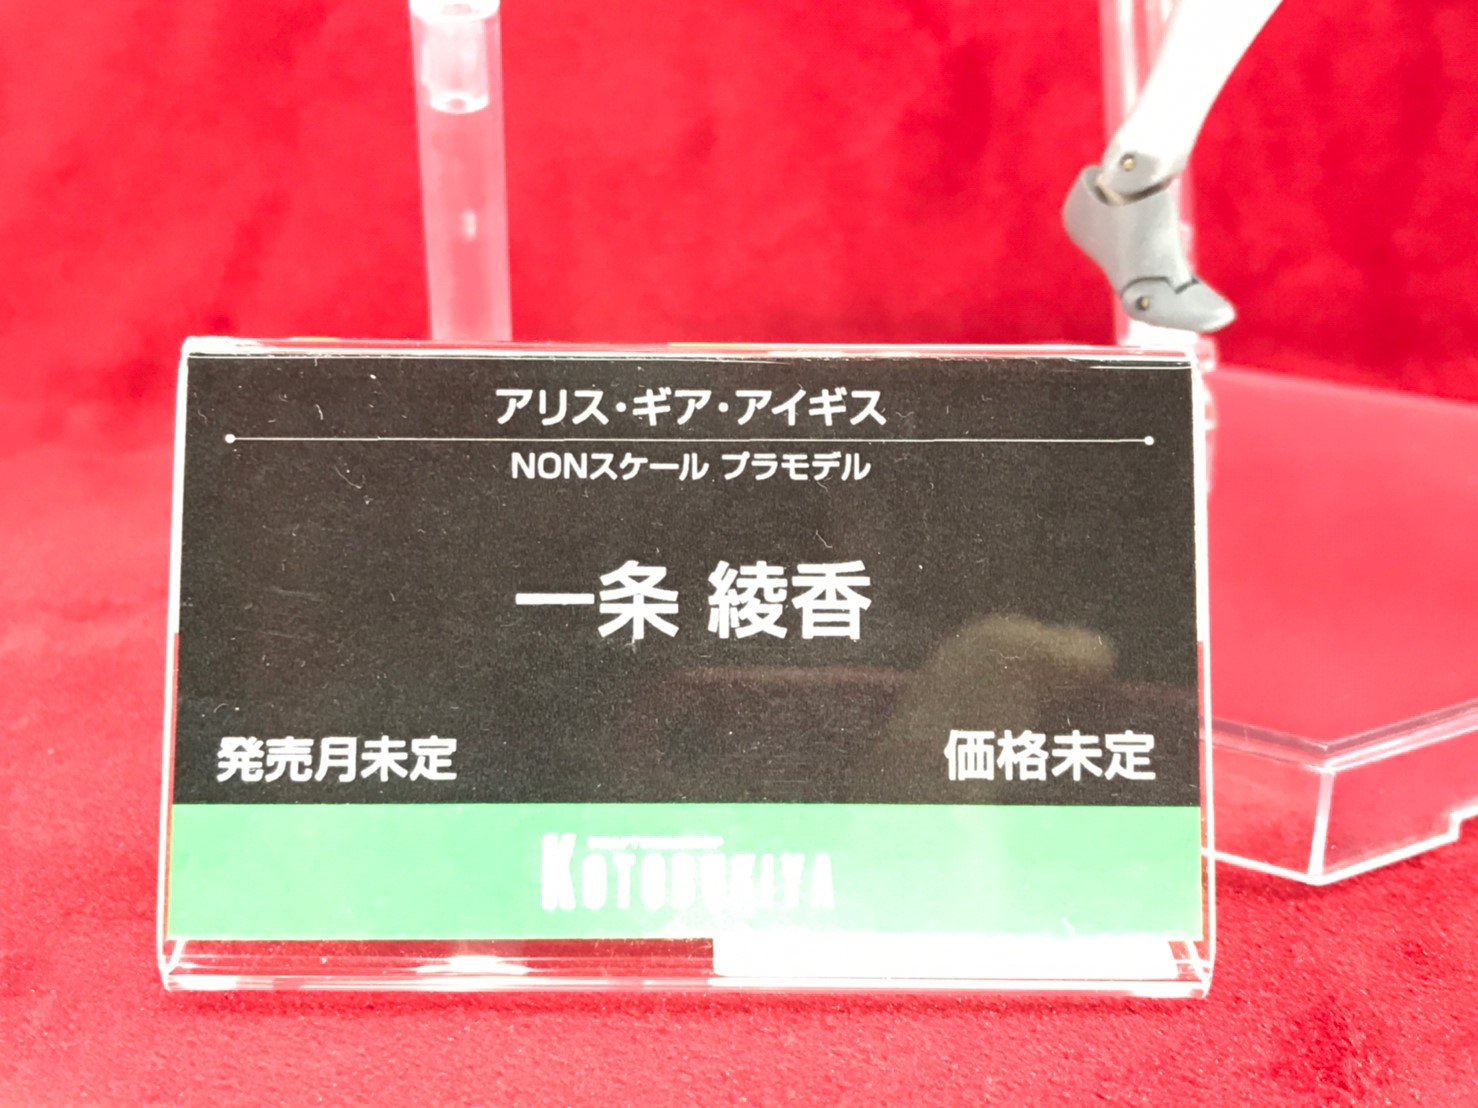 アリス・ギア・アイギス
NONスケール プラモデル
一条 綾香
発売月未定
価格未定
KOTOBUKIYA